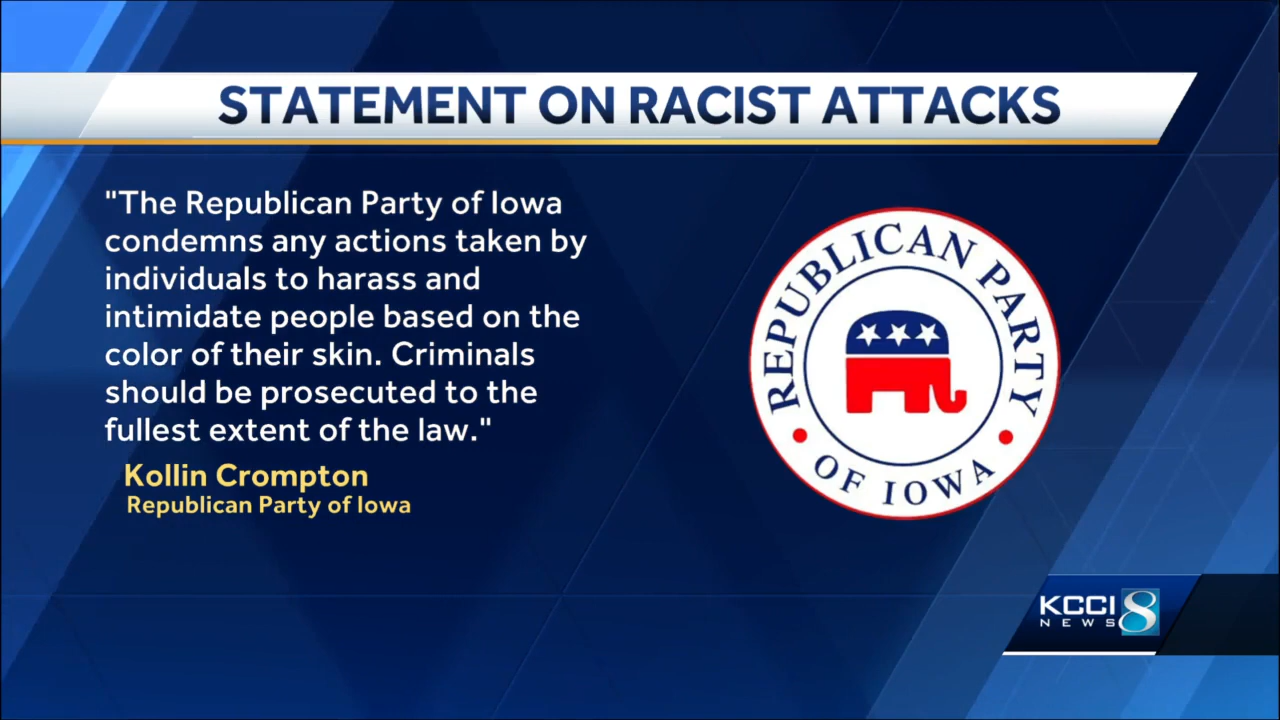 STATEMENT ON RACIST ATTACKS
"The Republican Party of Iowa
condemns any actions taken by
individuals to harass and
intimidate people based on the
color of their skin. Criminals
should be prosecuted to the
fullest extent of the law."
Kollin Crompton
Republican Party of Iowa
REPUBLICAN PARTY
OF IOWA
KCCI 8
NEWS